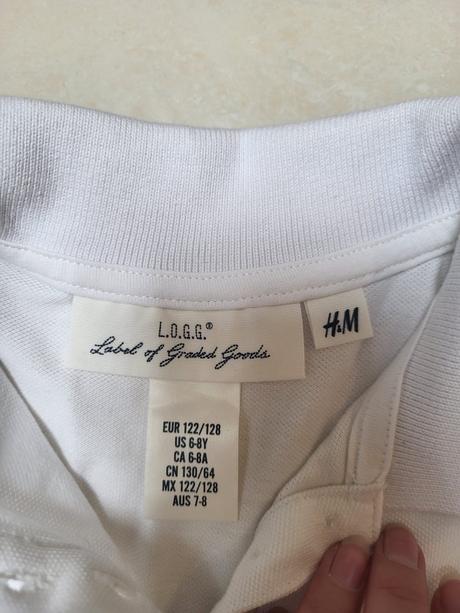 L.O.G.G.®
Label of Graded Goods
H&M
EUR 122/128
US 6-8Y
CA 6-8A
CN 130/64
MX 122/128
AUS 7-8